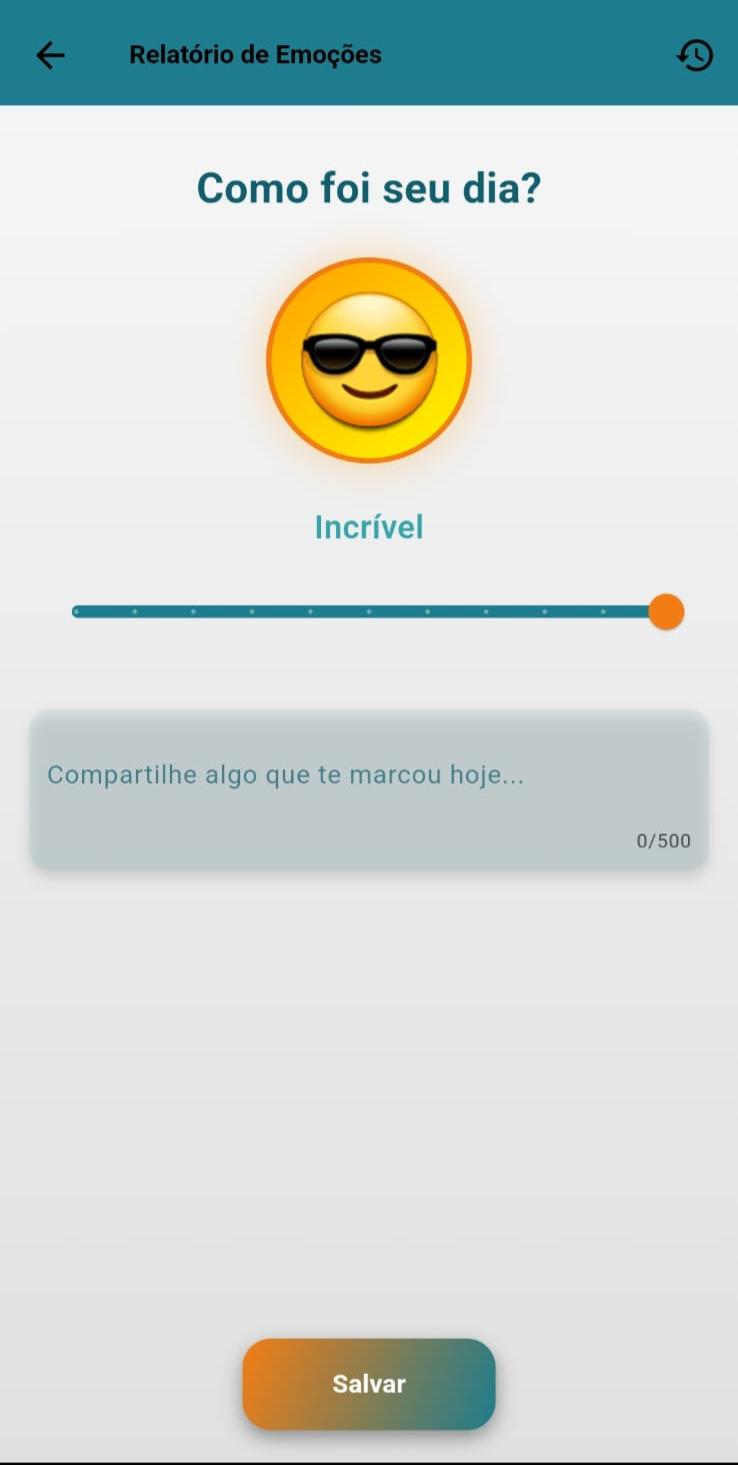 Relatório de Emoções
Como foi seu dia?
Incrível
Compartilhe algo que te marcou hoje...
0/500
Salvar